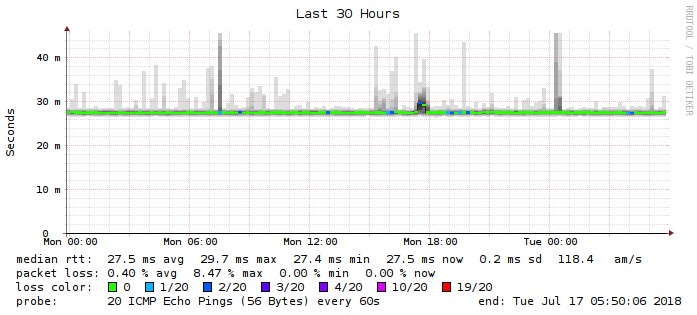 Last 30 Hours
RRDTOOL / TOBI OETIKER
Seconds
40 m
30 m
20 m
10 m
0
Mon 00:00 Mon 06:00 Mon 12:00 Mon 18:00 Tue 00:00
median rtt: 27.5 ms avg 29.7 ms max 27.4 ms min 27.5 ms now 0.2 ms sd 118.4 am/s
packet loss: 0.40 % avg 8.47 % max 0.00 % min 0.00 % now
loss color: 0 1/20 2/20 3/20 4/20 10/20 19/20
probe: 20 ICMP Echo Pings (56 Bytes) every 60s end: Tue Jul 17 05:50:06 2018